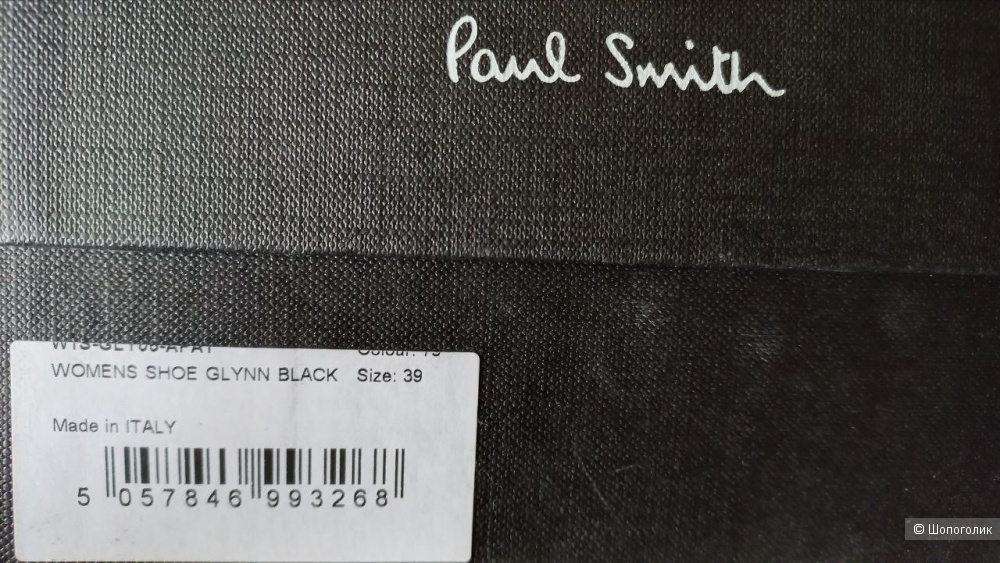 Paul Smith
WOMENS SHOE GLYNN BLACK Size: 39
Made in ITALY
5 057846 993268
© Шопоголик